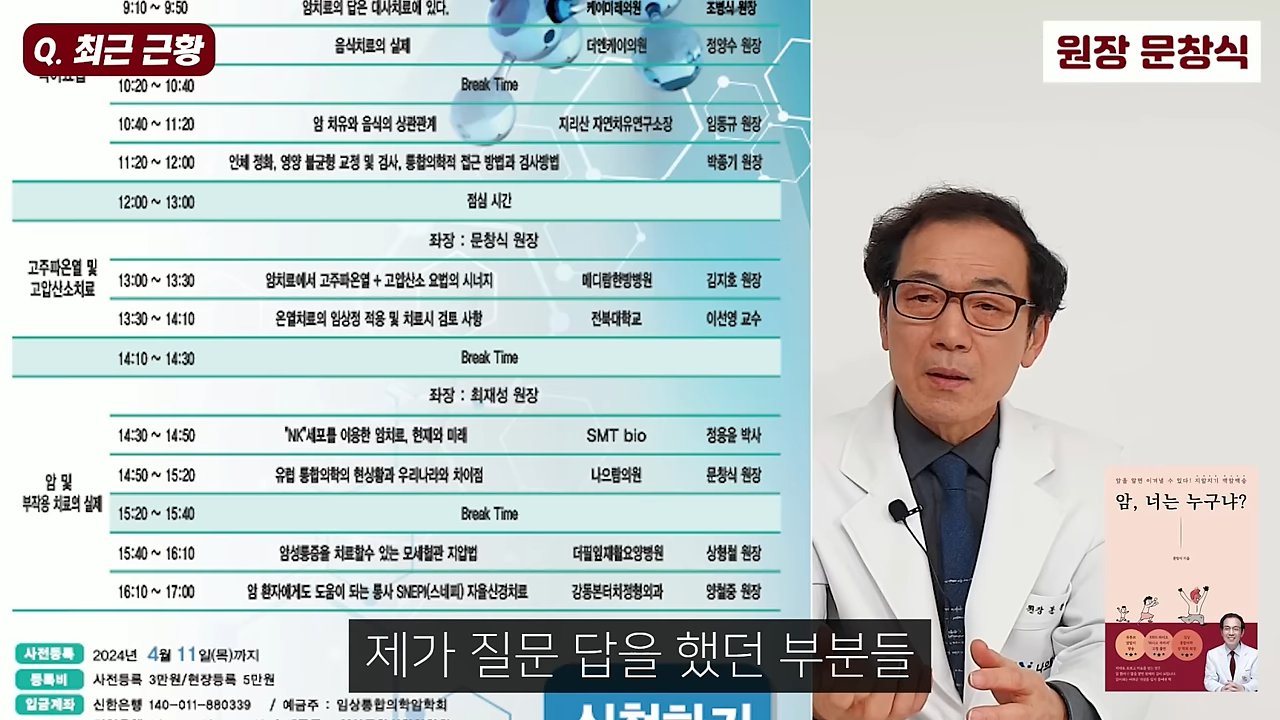 9:10 ~ 9:50 암치료의 답은 대사치료에 있다. 케이미래의원 조병식 원장
Q. 최근 근황
원장 문창식
음식치료의 실제 더엔케이의원 정양수 원장
10:20 ~ 10:40 Break Time
10:40 ~ 11:20 암 치유와 음식의 상관관계 지리산 자연치유연구소장 임동규 원장
11:20 ~ 12:00 인체 정화, 영양 불균형 교정 및 검사, 통합의학적 접근 방법과 검사방법 박종기 원장
12:00 ~ 13:00 점심 시간
좌장 : 문창식 원장
고주파온열 및
고압산소치료
13:00 ~ 13:30 암치료에서 고주파온열 + 고압산소 요법의 시너지 메디람한방병원 김지호 원장
13:30 ~ 14:10 온열치료의 임상정 적용 및 치료시 검토 사항 전북대학교 이선영 교수
14:10 ~ 14:30 Break Time
좌장 : 최재성 원장
14:30 ~ 14:50 "NK"세포를 이용한 암치료, 현재와 미래 SMT bio 정용윤 박사
암 및
부작용 치료의 실제
14:50 ~ 15:20 유럽 통합의학의 현상황과 우리나라와 차이점 나으람의원 문창식 원장
15:20 ~ 15:40 Break Time
15:40 ~ 16:10 암성통증을 치료할수 있는 모세혈관 지압법 더필잎재활요양병원 상형철 원장
16:10 ~ 17:00 암 환자에게도 도움이 되는 통사 SNEPI(스네피) 자율신경치료 강동본터치정형외과 양철중 원장
사전등록 2024년 4월 11일(목)까지
등록비 사전등록 3만원/현장등록 5만원
입금계좌 신한은행 140-011-880339 / 예금주 : 임상통합의학암학회
신청하기
제가 질문 답을 했던 부분들
암을 알면 이겨낼 수 있다!
암, 너는 누구냐?
원장 문